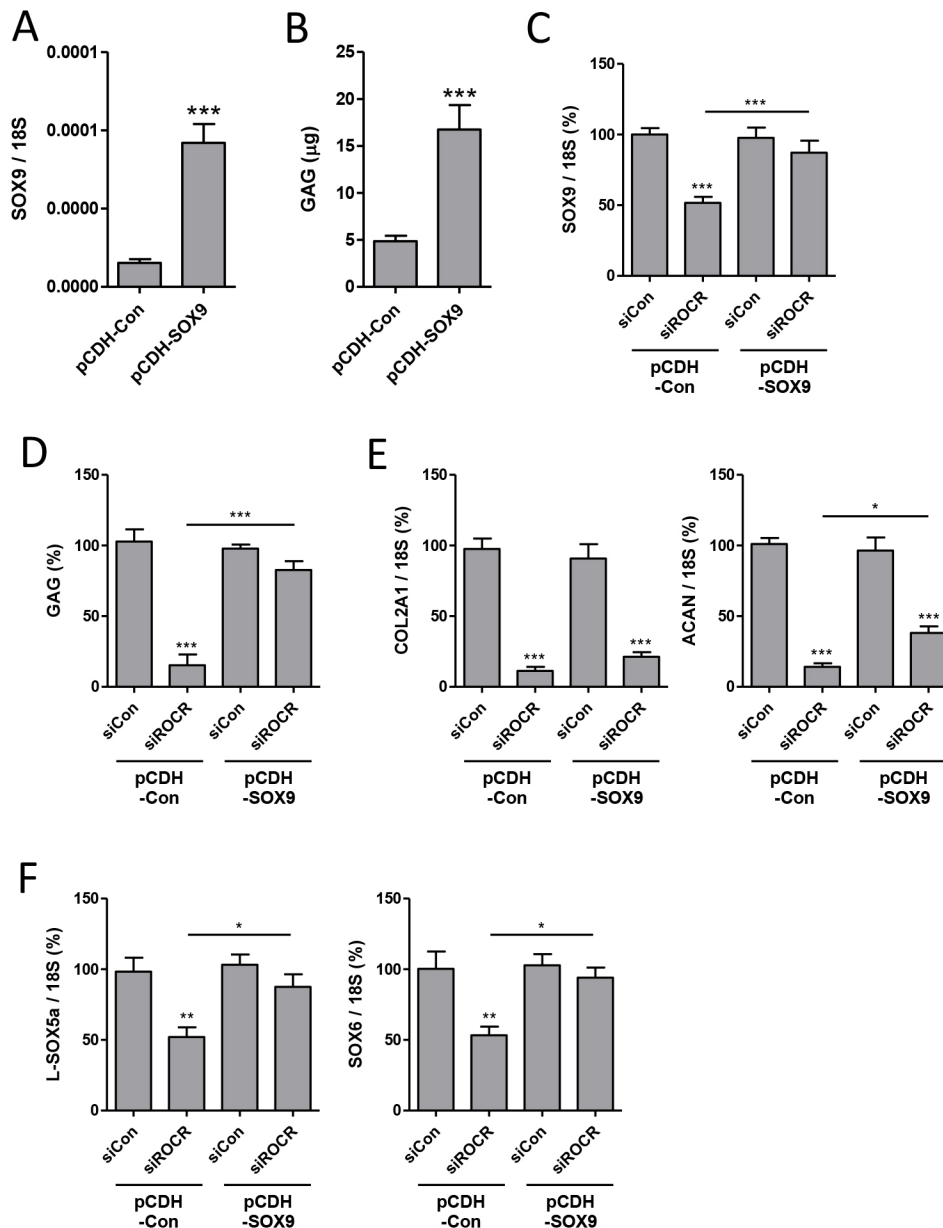 A
SOX9 / 18S
0.0001
0.0001
0.0000
0.0000
***
pCDH-Con
pCDH-SOX9
B
GAG (µg)
25
20
15
10
5
0
***
pCDH-Con
pCDH-SOX9
C
SOX9 / 18S (%)
150
100
50
0
***
***
siCon
siROCR
siCon
siROCR
pCDH
-Con
pCDH
-SOX9
D
GAG (%)
150
100
50
0
***
***
siCon
siROCR
siCon
siROCR
pCDH
-Con
pCDH
-SOX9
E
COL2A1 / 18S (%)
150
100
50
0
***
***
siCon
siROCR
siCon
siROCR
pCDH
-Con
pCDH
-SOX9
ACAN / 18S (%)
150
100
50
0
*
***
***
siCon
siROCR
siCon
siROCR
pCDH
-Con
pCDH
-SOX9
F
L-SOX5a / 18S (%)
150
100
50
0
*
**
siCon
siROCR
siCon
siROCR
pCDH
-Con
pCDH
-SOX9
SOX6 / 18S (%)
150
100
50
0
*
**
siCon
siROCR
siCon
siROCR
pCDH
-Con
pCDH
-SOX9